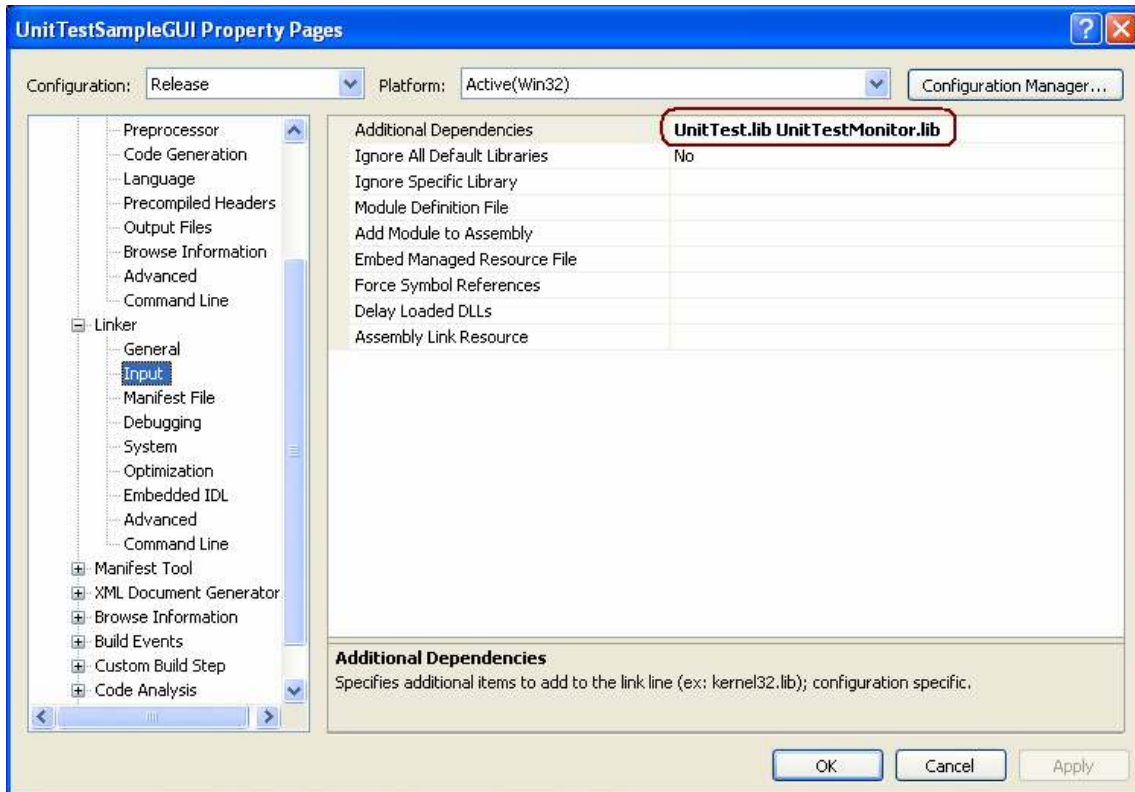 UnitTestSampleGUI Property Pages
Configuration: Release Platform: Active(Win32) Configuration Manager...
Preprocessor
Code Generation
Language
Precompiled Headers
Output Files
Browse Information
Advanced
Command Line
Linker
General
Input
Manifest File
Debugging
System
Optimization
Embedded IDL
Advanced
Command Line
Manifest Tool
XML Document Generator
Browse Information
Build Events
Custom Build Step
Code Analysis
Additional Dependencies UnitTest.lib UnitTestMonitor.lib
Ignore All Default Libraries No
Ignore Specific Library
Module Definition File
Add Module to Assembly
Embed Managed Resource File
Force Symbol References
Delay Loaded DLLs
Assembly Link Resource
Additional Dependencies
Specifies additional items to add to the link line (ex: kernel32.lib); configuration specific.
OK Cancel Apply